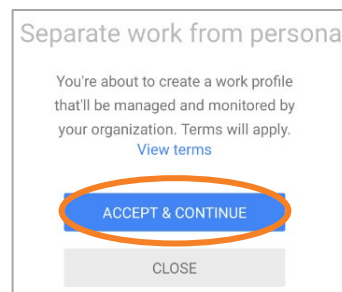 Separate work from persona
You're about to create a work profile
that'll be managed and monitored by
your organization. Terms will apply.
View terms
ACCEPT & CONTINUE
CLOSE